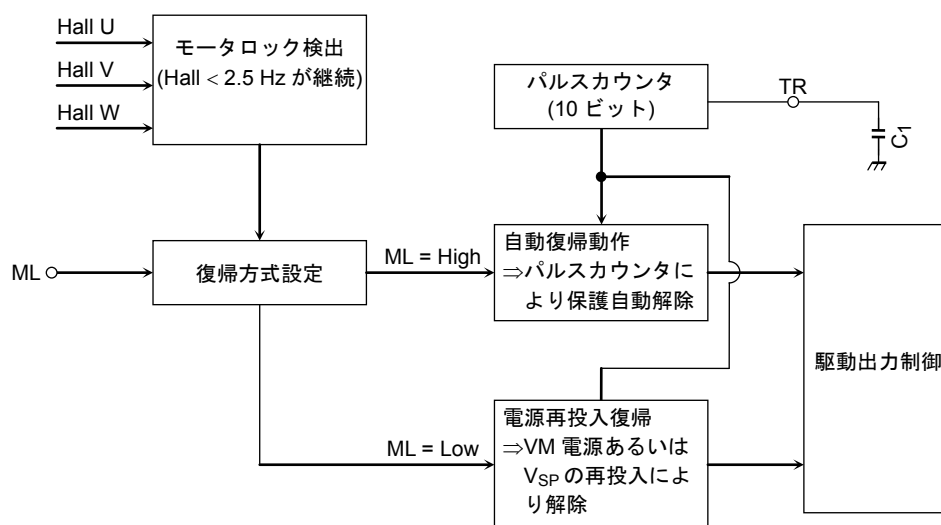 Hall U
Hall V
Hall W
モータロック検出
(Hall < 2.5 Hz が継続)
パルスカウンタ
(10 ビット)
TR
C1
ML
復帰方式設定
ML = High
自動復帰動作
⇒パルスカウンタに
より保護自動解除
駆動出力制御
ML = Low
電源再投入復帰
⇒VM 電源あるいは
VSP の再投入によ
り解除